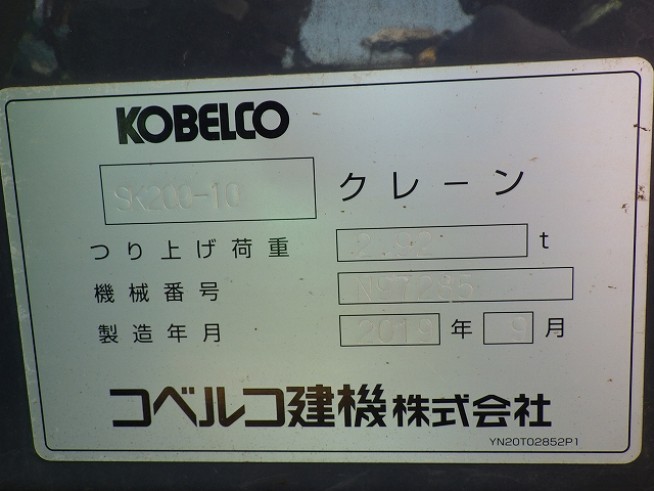 KOBELCO
SK200-10 クレーン
つり上げ荷重 t
機械番号
製造年月 2019 年 9 月
コベルコ建機株式会社
YN20T02852P1